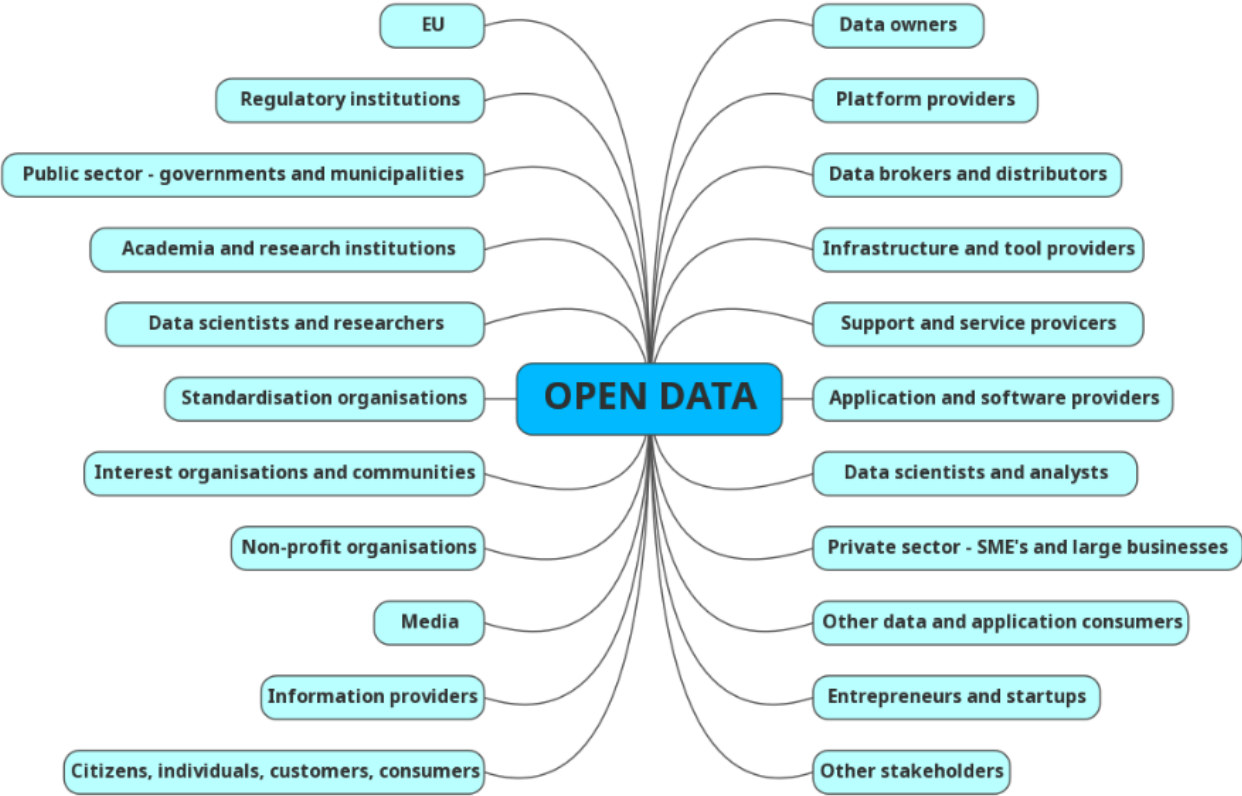 EU
Regulatory institutions
Public sector - governments and municipalities
Academia and research institutions
Data scientists and researchers
Standardisation organisations
Interest organisations and communities
Non-profit organisations
Media
Information providers
Citizens, individuals, customers, consumers
OPEN DATA
Data owners
Platform providers
Data brokers and distributors
Infrastructure and tool providers
Support and service provicers
Application and software providers
Data scientists and analysts
Private sector - SME's and large businesses
Other data and application consumers
Entrepreneurs and startups
Other stakeholders